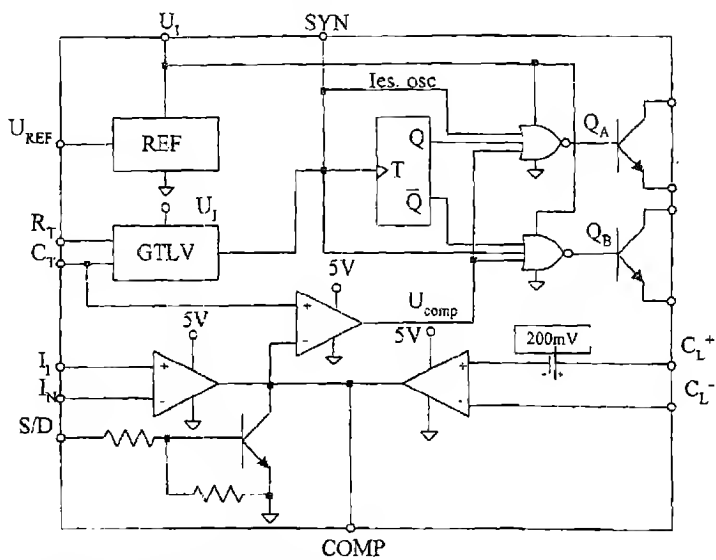 U_I SYN
Ies. osc
U_REF REF Q Q_A
T
U_I Q̅
R_T
C_T GTLV Q_B
5V
U_comp
5V 5V 200mV C_L+
I_I
I_N C_L-
S/D
COMP
+
-
+
-
+
-
-
+